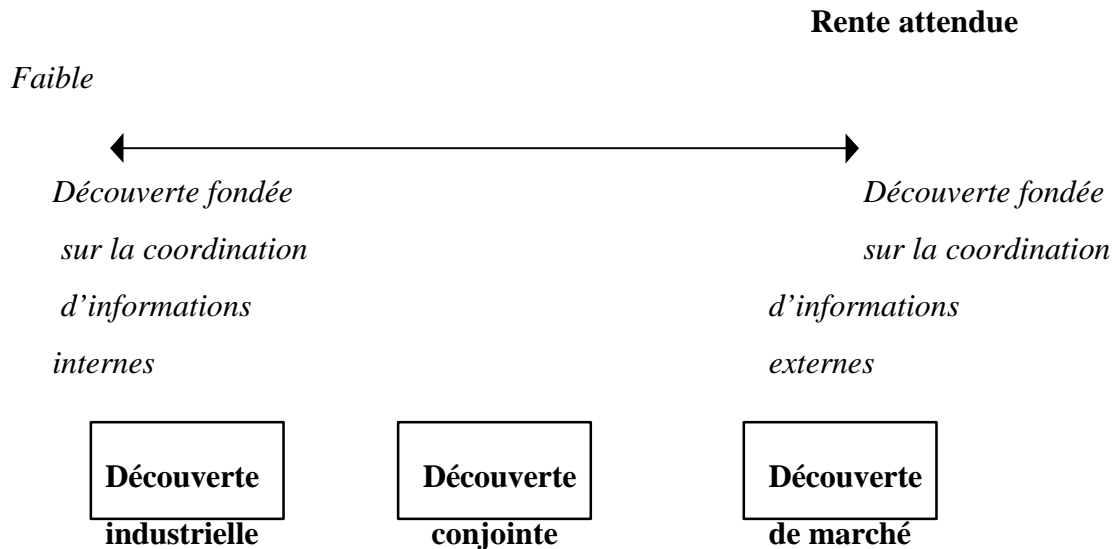 Rente attendue
Faible
Découverte fondée
sur la coordination
d'informations
internes
Découverte fondée
sur la coordination
d'informations
externes
Découverte
industrielle
Découverte
conjointe
Découverte
de marché